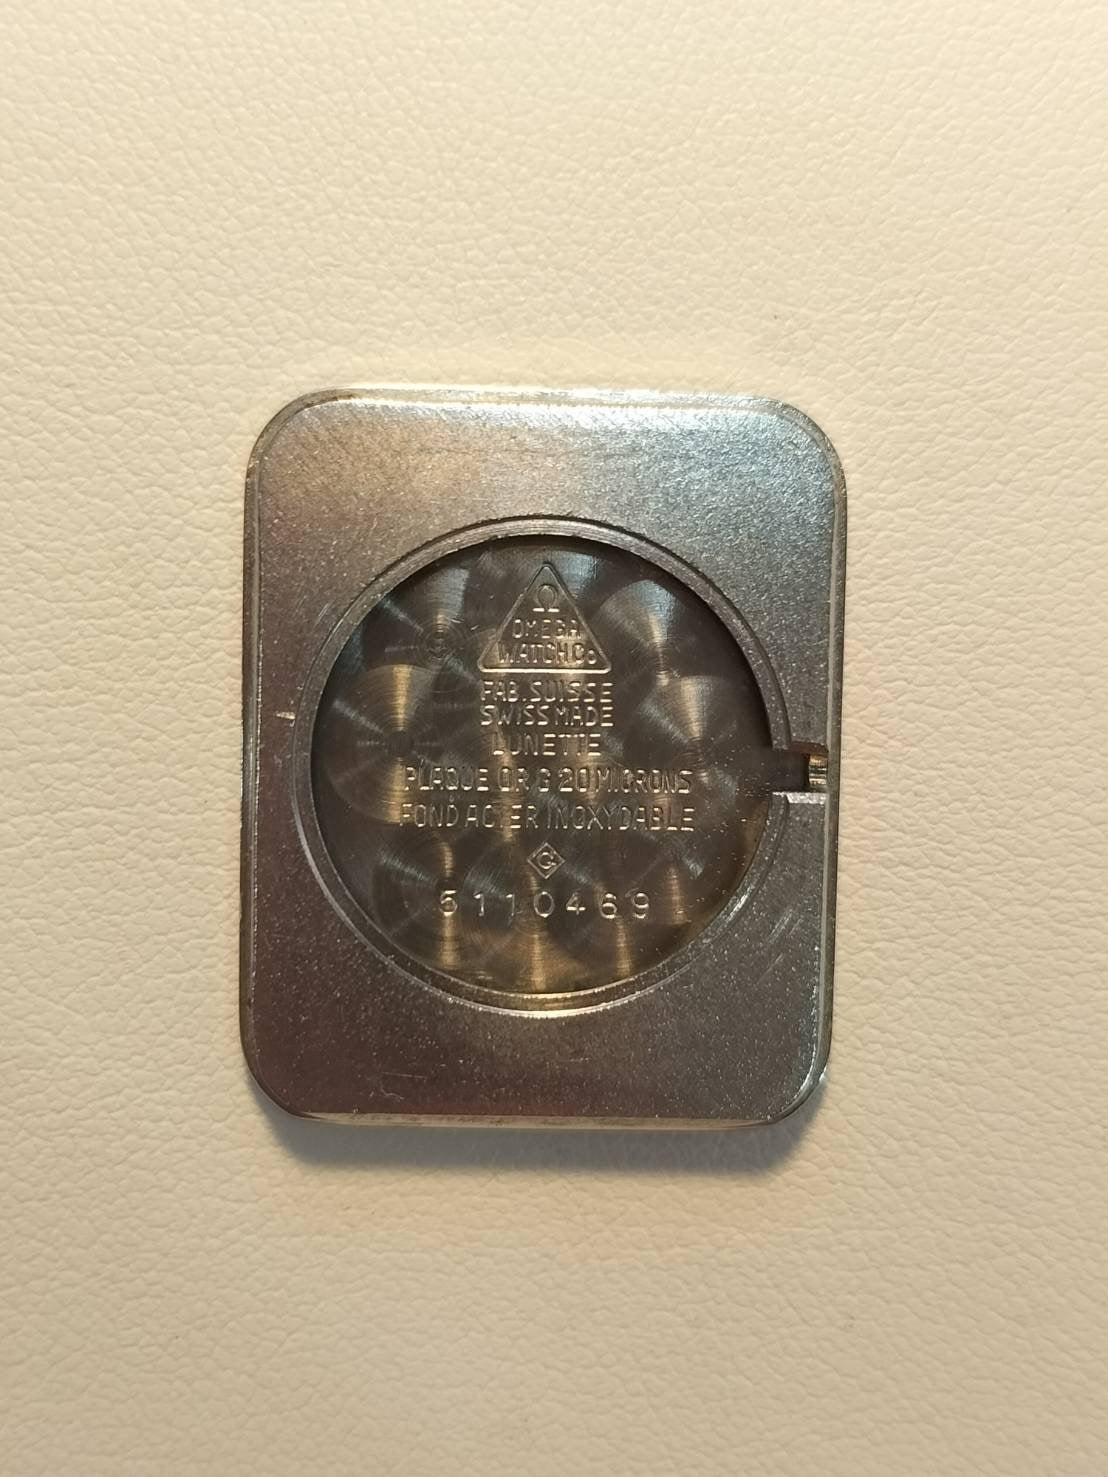 Ω
OMEGA
WATCH Co
FAB. SUISSE
SWISS MADE
LUNETTE
PLAQUE OR G 20 MICRONS
FOND ACIER INOXYDABLE
5110469